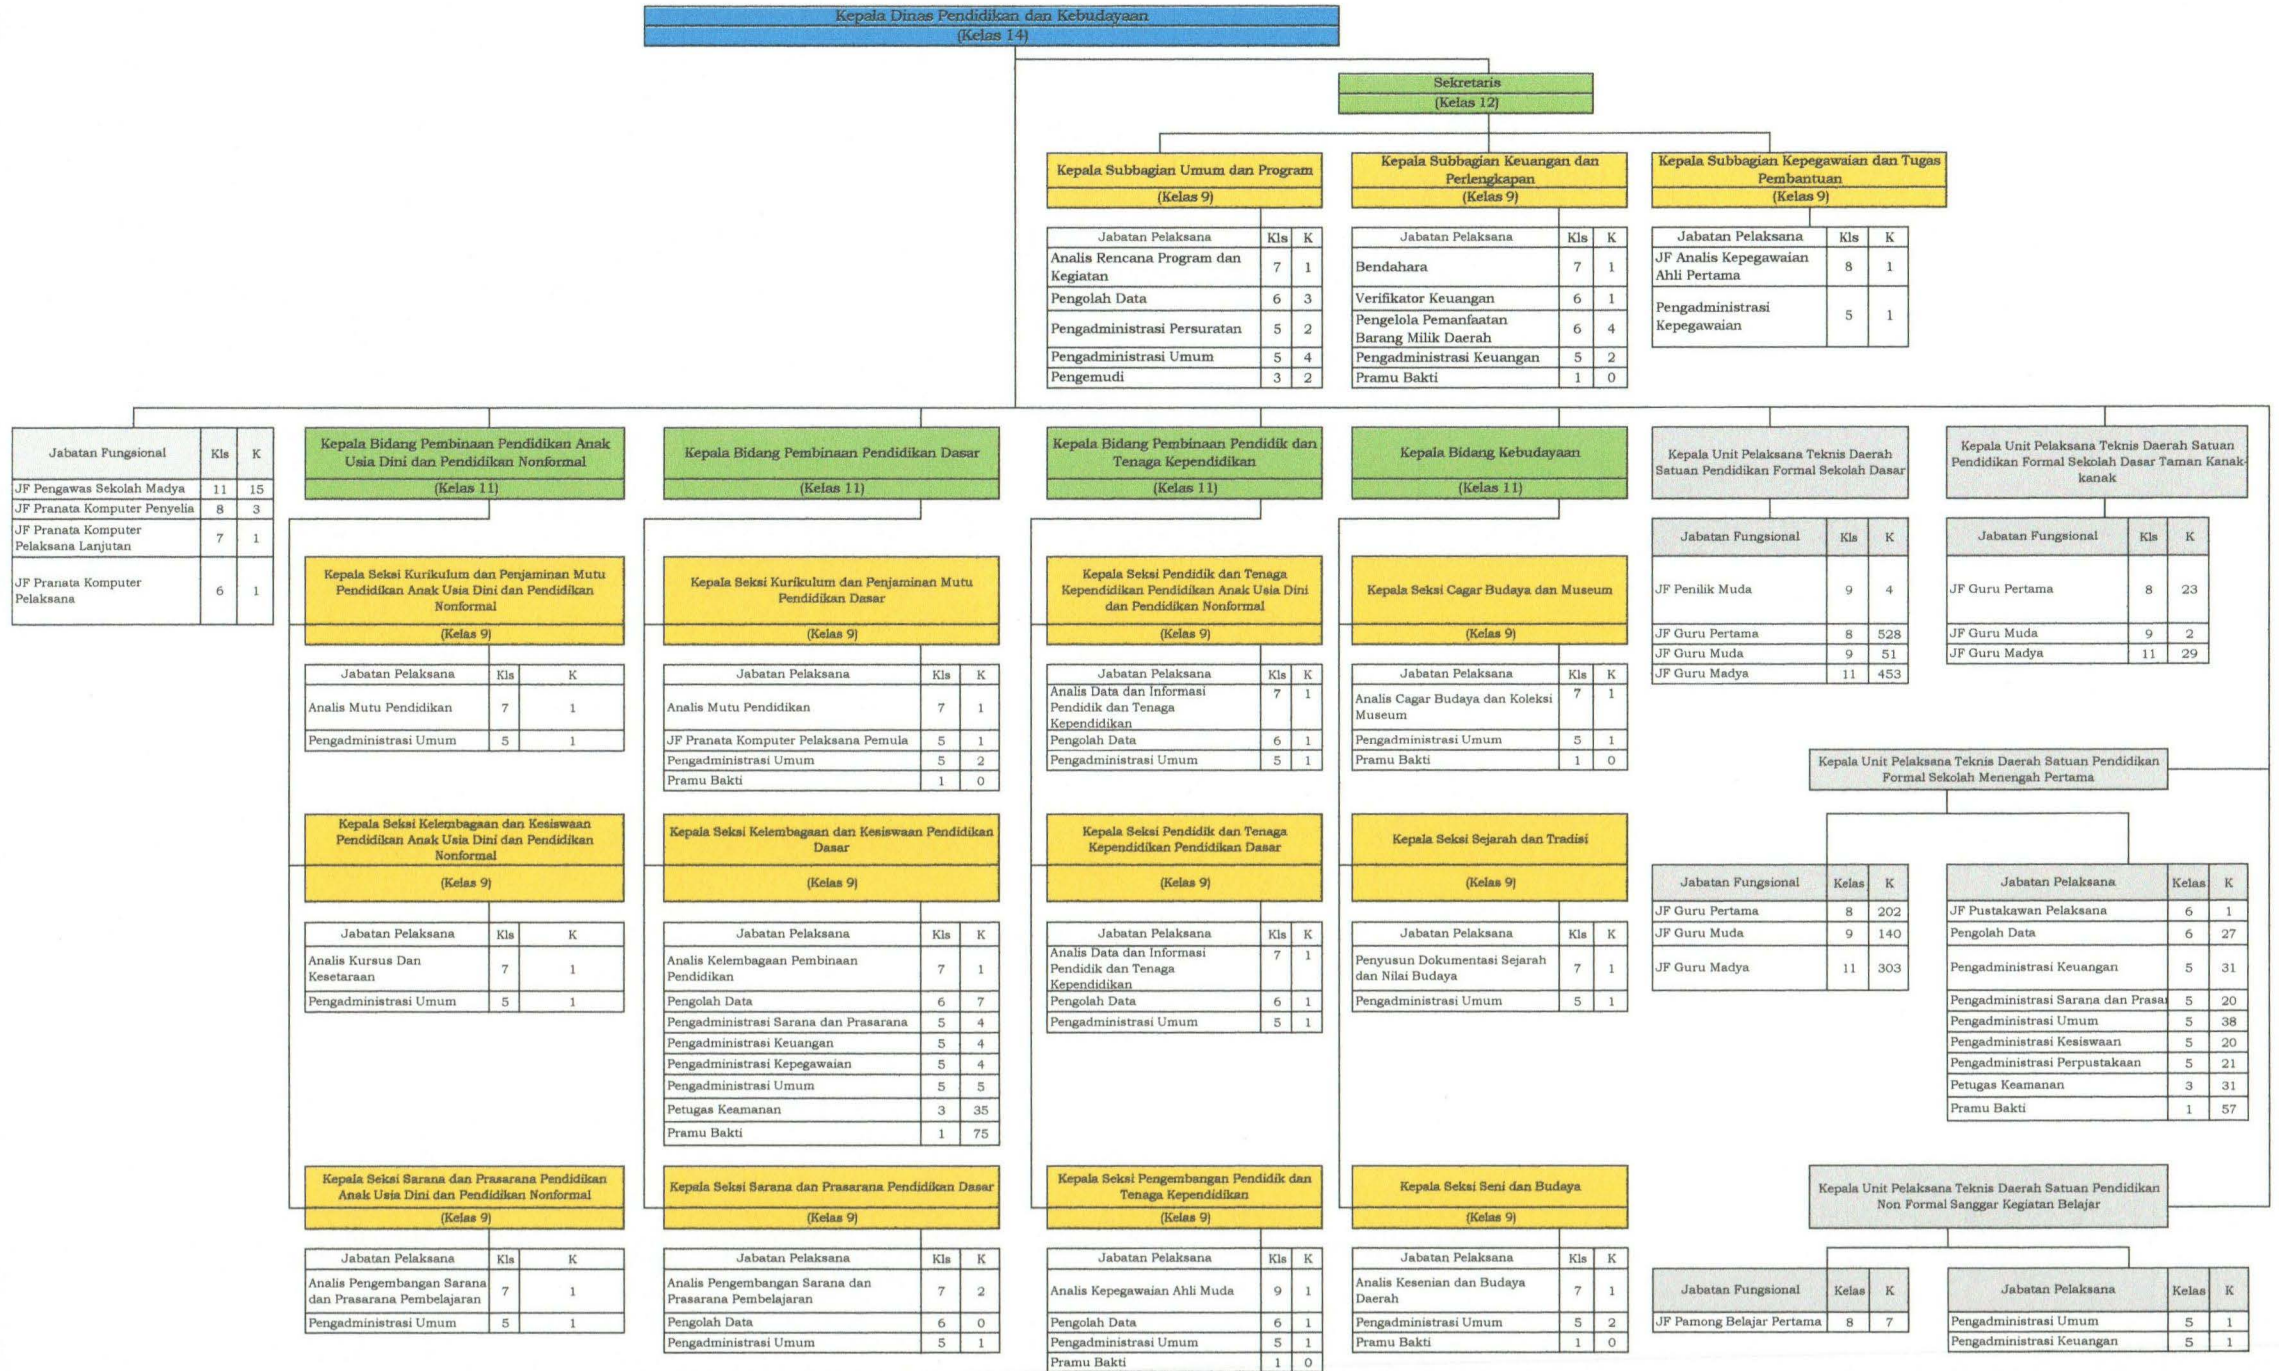 Kepala Dinas Pendidikan dan Kebudayaan
(Kelas 14)
Sekretaris
(Kelas 12)
Kepala Subbagian Umum dan Program
(Kelas 9)
Jabatan Pelaksana Kls K
Analis Rencana Program dan
Kegiatan 7 1
Pengolah Data 6 3
Pengadministrasi Persuratan 5 2
Pengadministrasi Umum 5 4
Pengemudi 3 2
Kepala Subbagian Keuangan dan
Perlengkapan
(Kelas 9)
Jabatan Pelaksana Kls K
Bendahara 7 1
Verifikator Keuangan 6 1
Pengelola Pemanfaatan
Barang Milik Daerah 6 4
Pengadministrasi Keuangan 5 2
Pramu Bakti 1 0
Kepala Subbagian Kepegawaian dan Tugas
Pembantuan
(Kelas 9)
Jabatan Pelaksana Kls K
JF Analis Kepegawaian
Ahli Pertama 8 1
Pengadministrasi
Kepegawaian 5 1
Jabatan Fungsional Kls K
JF Pengawas Sekolah Madya 11 15
JF Pranata Komputer Penyelia 8 3
JF Pranata Komputer
Pelaksana Lanjutan 7 1
JF Pranata Komputer
Pelaksana 6 1
Kepala Bidang Pembinaan Pendidikan Anak
Usia Dini dan Pendidikan Nonformal
(Kelas 11)
Kepala Seksi Kurikulum dan Penjaminan Mutu
Pendidikan Anak Usia Dini dan Pendidikan
Nonformal
(Kelas 9)
Jabatan Pelaksana Kls K
Analis Mutu Pendidikan 7 1
Pengadministrasi Umum 5 1
Kepala Seksi Kelembagaan dan Kesiswaan
Pendidikan Anak Usia Dini dan Pendidikan
Nonformal
(Kelas 9)
Jabatan Pelaksana Kls K
Analis Kursus Dan
Kesetaraan 7 1
Pengadministrasi Umum 5 1
Kepala Seksi Sarana dan Prasarana Pendidikan
Anak Usia Dini dan Pendidikan Nonformal
(Kelas 9)
Jabatan Pelaksana Kls K
Analis Pengembangan Sarana
dan Prasarana Pembelajaran 7 1
Pengadministrasi Umum 5 1
Kepala Bidang Pembinaan Pendidikan Dasar
(Kelas 11)
Kepala Seksi Kurikulum dan Penjaminan Mutu
Pendidikan Dasar
(Kelas 9)
Jabatan Pelaksana Kls K
Analis Mutu Pendidikan 7 1
JF Pranata Komputer Pelaksana Pemula 5 1
Pengadministrasi Umum 5 2
Pramu Bakti 1 0
Kepala Seksi Kelembagaan dan Kesiswaan Pendidikan
Dasar
(Kelas 9)
Jabatan Pelaksana Kls K
Analis Kelembagaan Pembinaan
Pendidikan 7 1
Pengolah Data 6 7
Pengadministrasi Sarana dan Prasarana 5 4
Pengadministrasi Keuangan 5 4
Pengadministrasi Kepegawaian 5 4
Pengadministrasi Umum 5 5
Petugas Keamanan 3 35
Pramu Bakti 1 75
Kepala Seksi Sarana dan Prasarana Pendidikan Dasar
(Kelas 9)
Jabatan Pelaksana Kls K
Analis Pengembangan Sarana dan
Prasarana Pembelajaran 7 2
Pengolah Data 6 0
Pengadministrasi Umum 5 1
Kepala Bidang Pembinaan Pendidik dan
Tenaga Kependidikan
(Kelas 11)
Kepala Seksi Pendidik dan Tenaga
Kependidikan Pendidikan Anak Usia Dini
dan Pendidikan Nonformal
(Kelas 9)
Jabatan Pelaksana Kls K
Analis Data dan Informasi 7 1
Pendidik dan Tenaga
Kependidikan
Pengolah Data 6 1
Pengadministrasi Umum 5 1
Kepala Seksi Pendidik dan Tenaga
Kependidikan Pendidikan Dasar
(Kelas 9)
Jabatan Pelaksana Kls K
Analis Data dan Informasi 7 1
Pendidik dan Tenaga
Kependidikan
Pengolah Data 6 1
Pengadministrasi Umum 5 1
Kepala Seksi Pengembangan Pendidik dan
Tenaga Kependidikan
(Kelas 9)
Jabatan Pelaksana Kls K
Analis Kepegawaian Ahli Muda 9 1
Pengolah Data 6 1
Pengadministrasi Umum 5 1
Pramu Bakti 1 0
Kepala Bidang Kebudayaan
(Kelas 11)
Kepala Seksi Cagar Budaya dan Museum
(Kelas 9)
Jabatan Pelaksana Kls K
Analis Cagar Budaya dan Koleksi 7 1
Museum
Pengadministrasi Umum 5 1
Pramu Bakti 1 0
Kepala Seksi Sejarah dan Tradisi
(Kelas 9)
Jabatan Pelaksana Kls K
Penyusun Dokumentasi Sejarah
dan Nilai Budaya 7 1
Pengadministrasi Umum 5 1
Kepala Seksi Seni dan Budaya
(Kelas 9)
Jabatan Pelaksana Kls K
Analis Kesenian dan Budaya
Daerah 7 1
Pengadministrasi Umum 5 2
Pramu Bakti 1 0
Kepala Unit Pelaksana Teknis Daerah
Satuan Pendidikan Formal Sekolah Dasar
Jabatan Fungsional Kls K
JF Penilik Muda 9 4
JF Guru Pertama 8 528
JF Guru Muda 9 51
JF Guru Madya 11 453
Kepala Unit Pelaksana Teknis Daerah Satuan
Pendidikan Formal Sekolah Dasar Taman Kanak-
kanak
Jabatan Fungsional Kls K
JF Guru Pertama 8 23
JF Guru Muda 9 2
JF Guru Madya 11 29
Kepala Unit Pelaksana Teknis Daerah Satuan Pendidikan
Formal Sekolah Menengah Pertama
Jabatan Fungsional Kelas K
JF Guru Pertama 8 202
JF Guru Muda 9 140
JF Guru Madya 11 303
Jabatan Pelaksana Kelas K
JF Pustakawan Pelaksana 6 1
Pengolah Data 6 27
Pengadministrasi Keuangan 5 31
Pengadministrasi Sarana dan Prasa 5 20
Pengadministrasi Umum 5 38
Pengadministrasi Kesiswaan 5 20
Pengadministrasi Perpustakaan 5 21
Petugas Keamanan 3 31
Pramu Bakti 1 57
Kepala Unit Pelaksana Teknis Daerah Satuan Pendidikan
Non Formal Sanggar Kegiatan Belajar
Jabatan Fungsional Kelas K
JF Pamong Belajar Pertama 8 7
Jabatan Pelaksana Kelas K
Pengadministrasi Umum 5 1
Pengadministrasi Keuangan 5 1